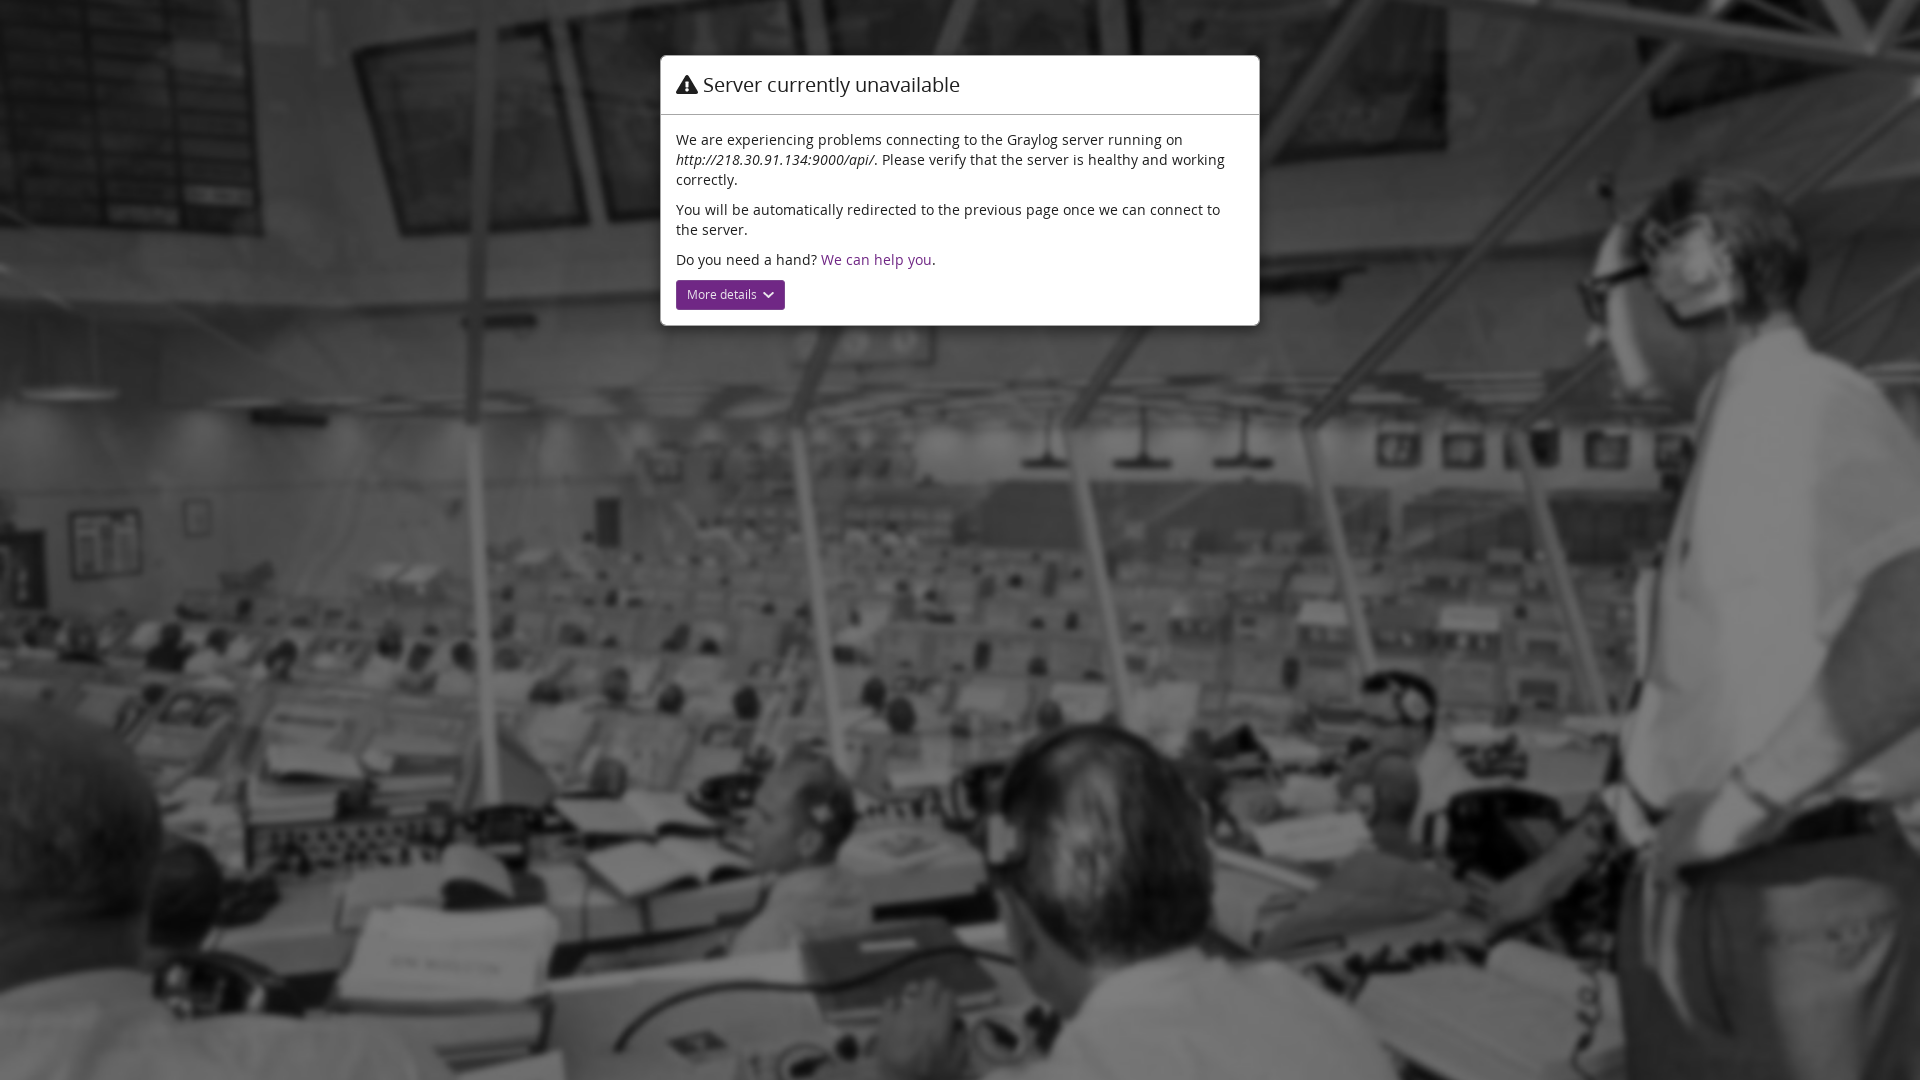 Server currently unavailable
We are experiencing problems connecting to the Graylog server running on
http://218.30.91.134:9000/api/. Please verify that the server is healthy and working
correctly.
You will be automatically redirected to the previous page once we can connect to
the server.
Do you need a hand? We can help you.
More details